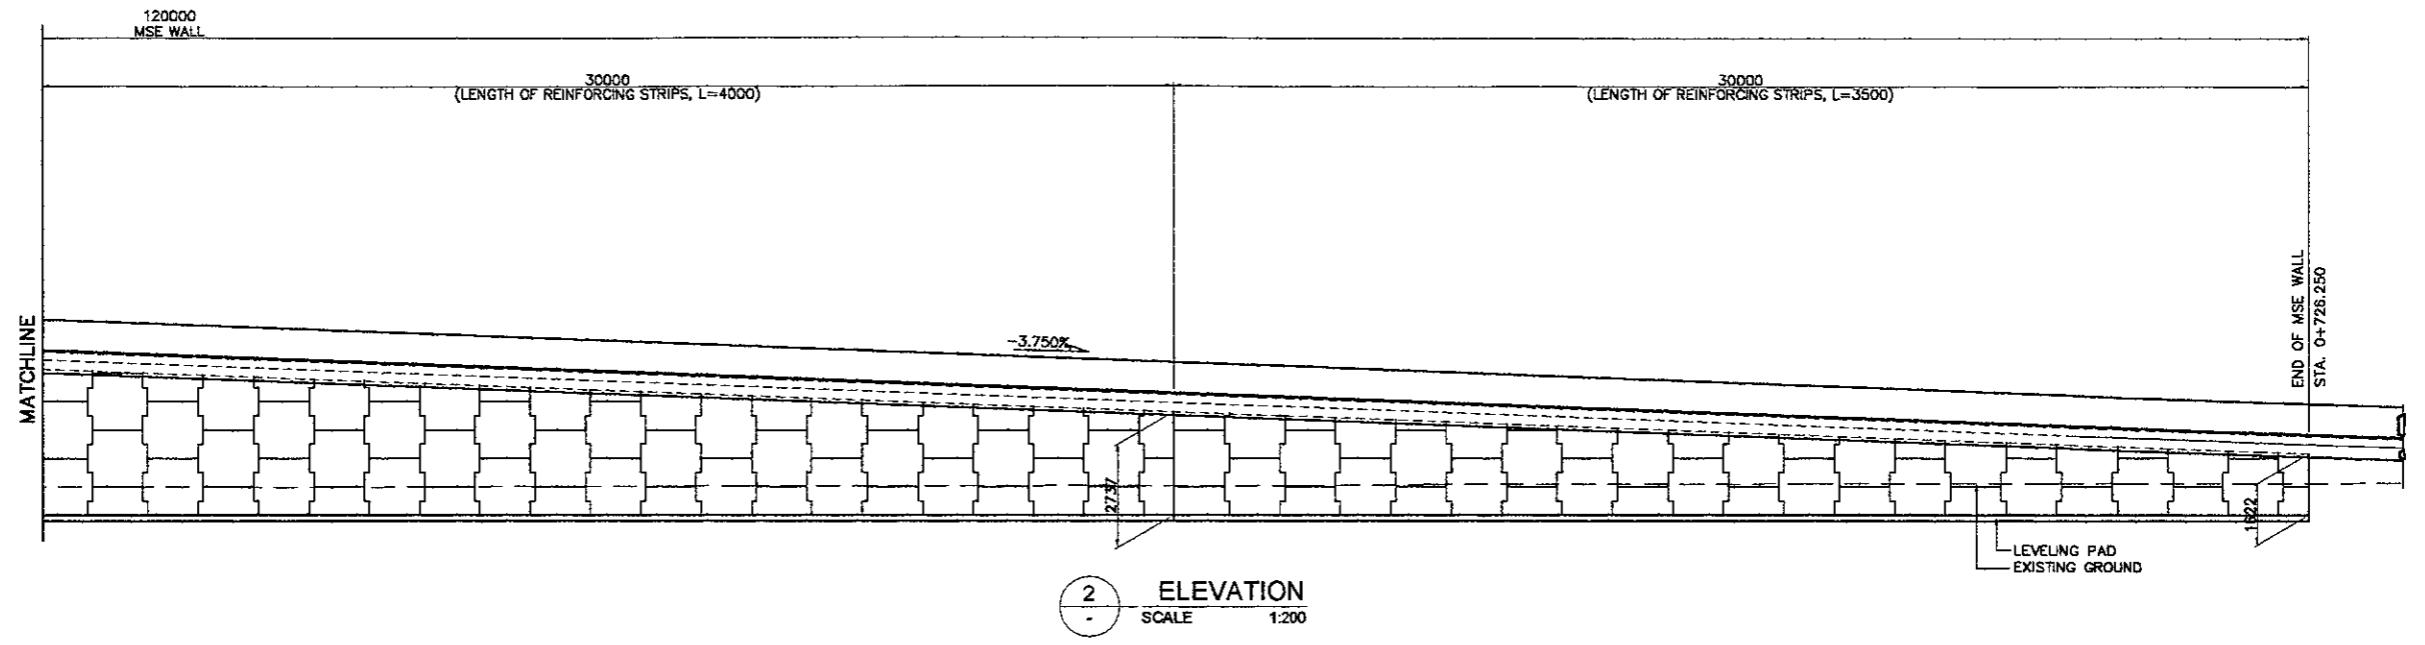 120000
MSE WALL
30000
(LENGTH OF REINFORCING STRIPS, L=4000)
30000
(LENGTH OF REINFORCING STRIPS, L=3500)
MATCHLINE
-3.750%
END OF MSE WALL
STA. 0+726.250
2737
1622
LEVELING PAD
EXISTING GROUND
2
-
ELEVATION
SCALE 1:200